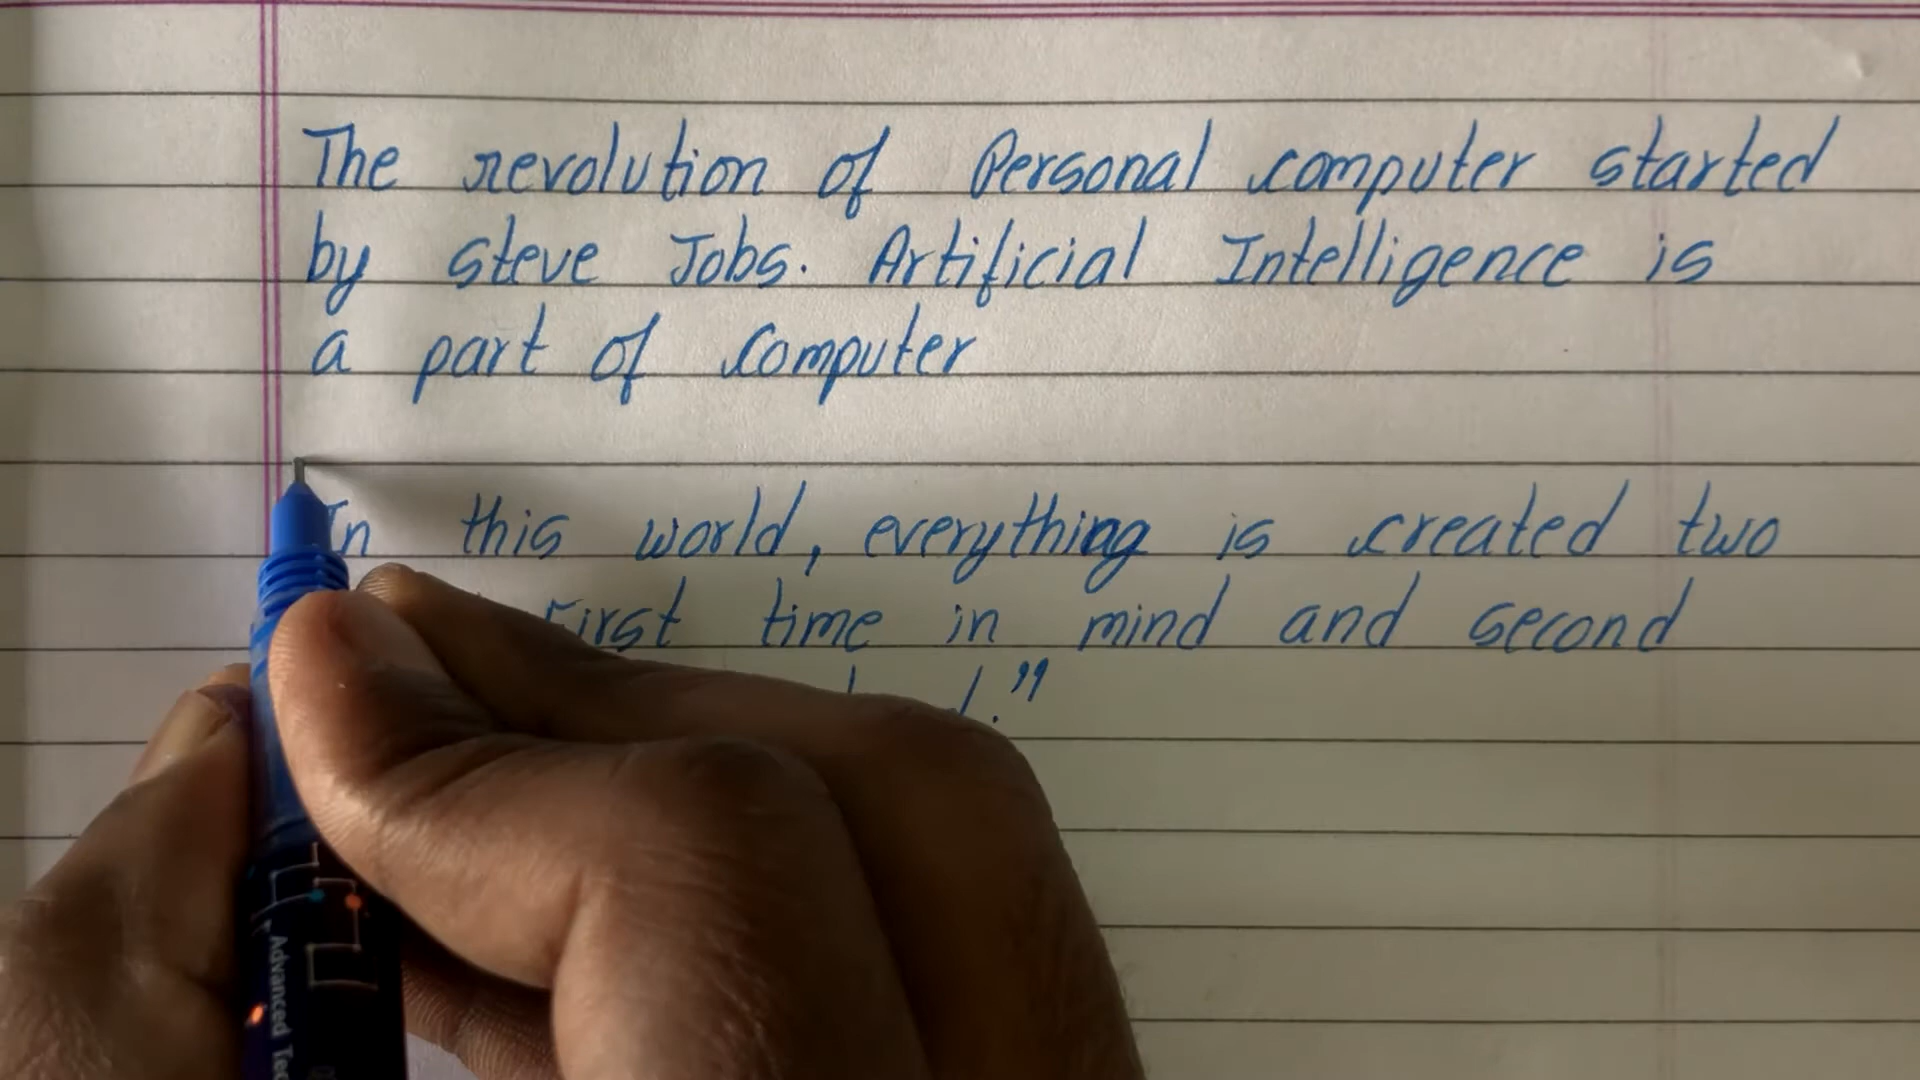 The revolution of Personal computer started
by steve Jobs. Artificial Intelligence is
a part of Computer
In this world, everything is created two
First time in mind and second
."
Advanced